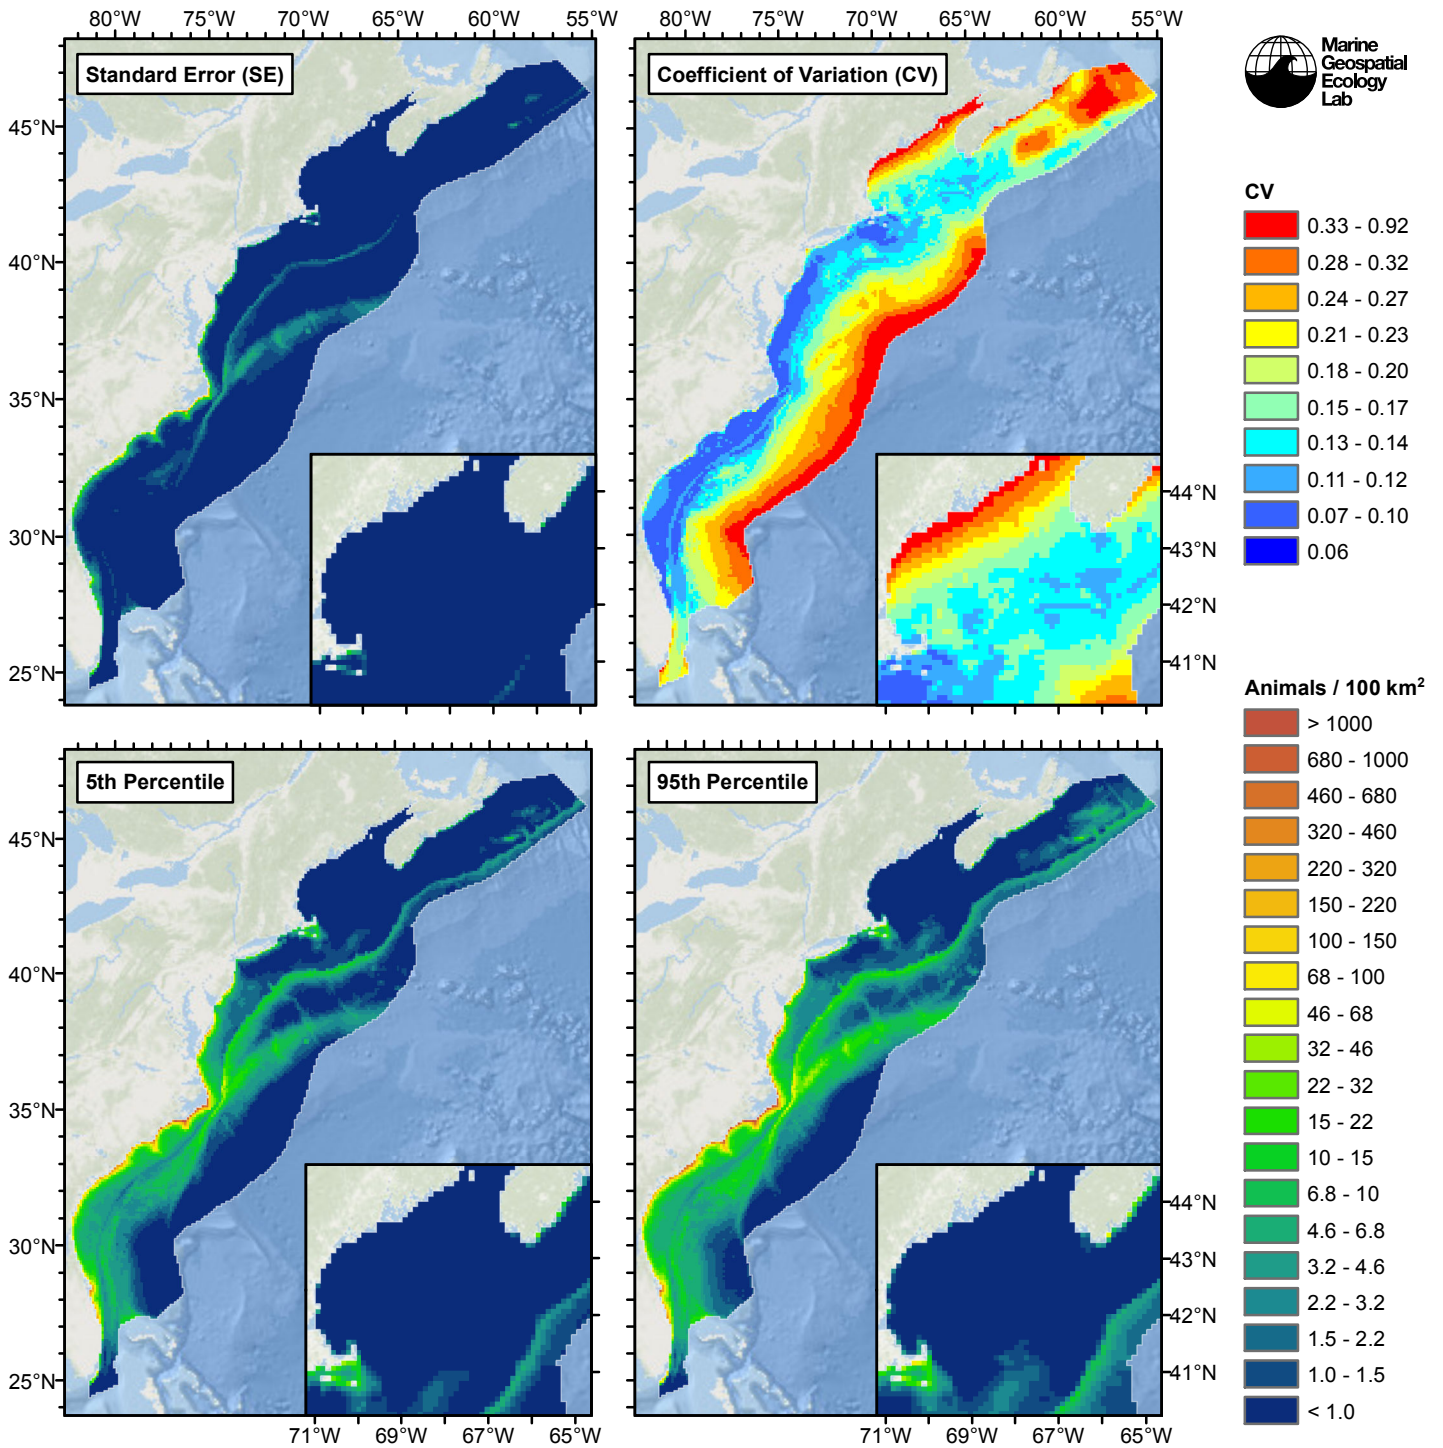 80°W 75°W 70°W 65°W 60°W 55°W
80°W 75°W 70°W 65°W 60°W 55°W
Standard Error (SE)
Coefficient of Variation (CV)
Marine
Geospatial
Ecology
Lab
45°N
40°N
35°N
30°N
25°N
44°N
43°N
42°N
41°N
CV
0.33 - 0.92
0.28 - 0.32
0.24 - 0.27
0.21 - 0.23
0.18 - 0.20
0.15 - 0.17
0.13 - 0.14
0.11 - 0.12
0.07 - 0.10
0.06
5th Percentile
95th Percentile
45°N
40°N
35°N
30°N
25°N
44°N
43°N
42°N
41°N
71°W 69°W 67°W 65°W
71°W 69°W 67°W 65°W
Animals / 100 km²
> 1000
680 - 1000
460 - 680
320 - 460
220 - 320
150 - 220
100 - 150
68 - 100
46 - 68
32 - 46
22 - 32
15 - 22
10 - 15
6.8 - 10
4.6 - 6.8
3.2 - 4.6
2.2 - 3.2
1.5 - 2.2
1.0 - 1.5
< 1.0